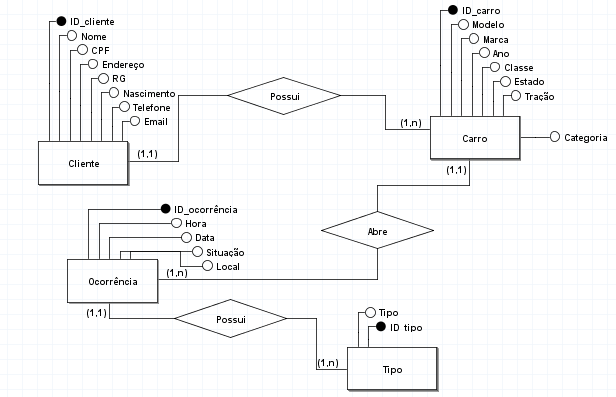 ID_cliente
Nome
CPF
Endereço
RG
Nascimento
Telefone
Email
Cliente
(1,1)
Possui
(1,n)
ID_carro
Modelo
Marca
Ano
Classe
Estado
Tração
Carro
Categoria
(1,1)
Abre
ID_ocorrência
Hora
Data
Situação
Local
(1,n)
Ocorrência
(1,1)
Possui
(1,n)
Tipo
ID tipo
Tipo